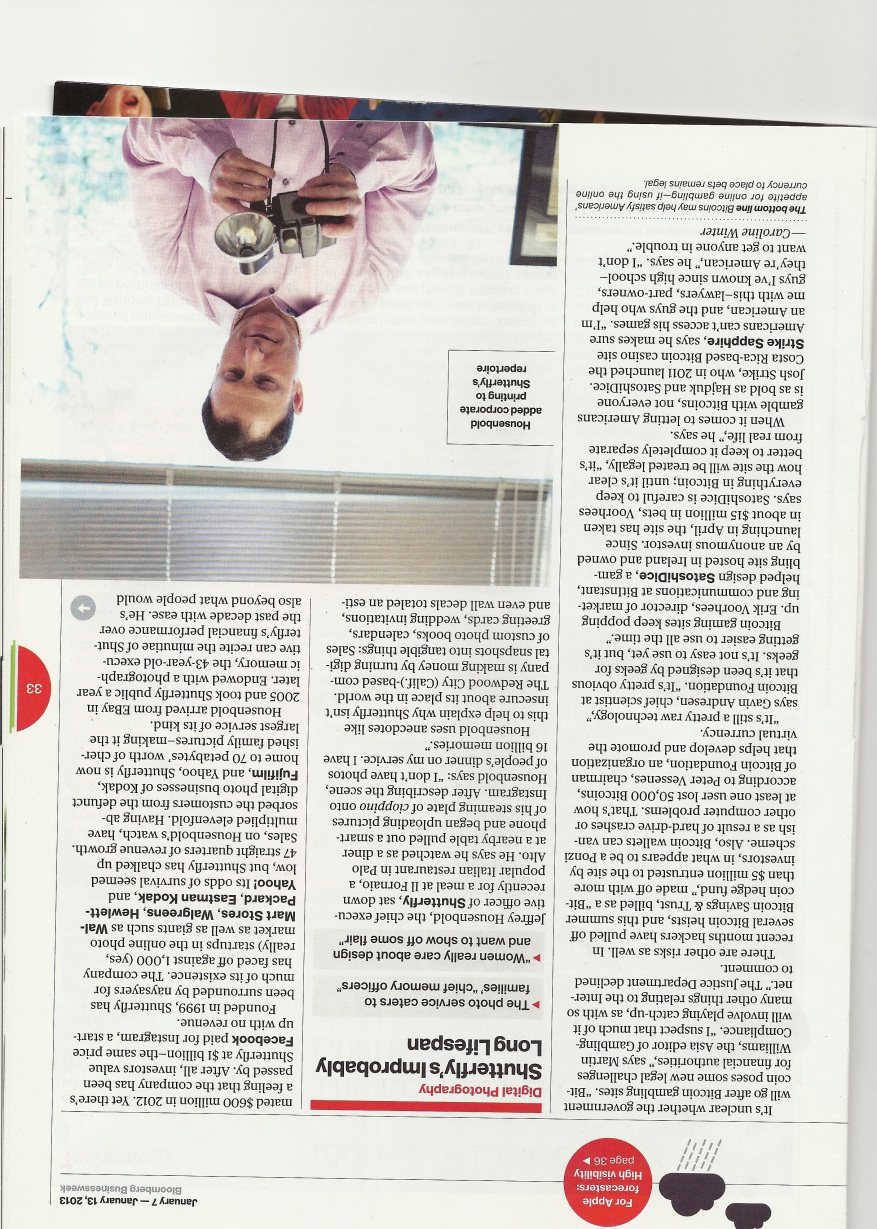 For Apple
forecasters:
High visibility
page 36 ▶
January 7 — January 13, 2013
Bloomberg Businessweek
It's unclear whether the government
will go after Bitcoin gambling sites. “Bit-
coin poses some new legal challenges
for financial authorities,” says Martin
Williams, the Asia editor of Gambling-
Compliance. “I suspect that much of it
will involve playing catch-up, as with so
many other things relating to the Inter-
net.” The Justice Department declined
to comment.
There are other risks as well. In
recent months hackers have pulled off
several Bitcoin heists, and this summer
Bitcoin Savings & Trust, billed as a “Bit-
coin hedge fund,” made off with more
than $5 million entrusted to the site by
investors, in what appears to be a Ponzi
scheme. Also, Bitcoin wallets can van-
ish as a result of hard-drive crashes or
other computer problems. That's how
at least one user lost 50,000 Bitcoins,
according to Peter Vessenes, chairman
of Bitcoin Foundation, an organization
that helps develop and promote the
virtual currency.
“It's still a pretty raw technology,”
says Gavin Andresen, chief scientist at
Bitcoin Foundation. “It's pretty obvious
that it's been designed by geeks for
geeks. It's not easy to use yet, but it's
getting easier to use all the time.”
Bitcoin gaming sites keep popping
up. Erik Voorhees, director of market-
ing and communications at BitInstant,
helped design SatoshiDice, a gam-
bling site hosted in Ireland and owned
by an anonymous investor. Since
launching in April, the site has taken
in about $15 million in bets, Voorhees
says. SatoshiDice is careful to keep
everything in Bitcoin; until it's clear
how the site will be treated legally, “it's
better to keep it completely separate
from real life,” he says.
When it comes to letting Americans
gamble with Bitcoins, not everyone
is as bold as Hajduk and SatoshiDice.
Josh Strike, who in 2011 launched the
Costa Rica-based Bitcoin casino site
Strike Sapphire, says he makes sure
Americans can't access his games. “I'm
an American, and the guys who help
me with this—lawyers, part-owners,
guys I've known since high school—
they're American,” he says. “I don't
want to get anyone in trouble.”
—Caroline Winter
The bottom line Bitcoins may help satisfy Americans'
appetite for online gambling—if using the online
currency to place bets remains legal.
Digital Photography
Shutterfly's Improbably
Long Lifespan
▶ The photo service caters to
families' “chief memory officers”
▶ “Women really care about design
and want to show off some flair”
Jeffrey Housenbold, the chief execu-
tive officer of Shutterfly, sat down
recently for a meal at Il Fornaio, a
popular Italian restaurant in Palo
Alto. He says he watched as a diner
at a nearby table pulled out a smart-
phone and began uploading pictures
of his steaming plate of cioppino onto
Instagram. After describing the scene,
Housenbold says: “I don't have photos
of people's dinner on my service. I have
16 billion memories.”
Housenbold uses anecdotes like
this to help explain why Shutterfly isn't
insecure about its place in the world.
The Redwood City (Calif.)-based com-
pany is making money by turning digi-
tal snapshots into tangible things: Sales
of custom photo books, calendars,
greeting cards, wedding invitations,
and even wall decals totaled an esti-
mated $600 million in 2012. Yet there's
a feeling that the company has been
passed by. After all, investors value
Shutterfly at $1 billion—the same price
Facebook paid for Instagram, a start-
up with no revenue.
Founded in 1999, Shutterfly has
been surrounded by naysayers for
much of its existence. The company
has faced off against 1,000 (yes,
really) startups in the online photo
market as well as giants such as Wal-
Mart Stores, Walgreens, Hewlett-
Packard, Eastman Kodak, and
Yahoo! Its odds of survival seemed
low, but Shutterfly has chalked up
47 straight quarters of revenue growth.
Sales, on Housenbold's watch, have
multiplied elevenfold. Having ab-
sorbed the customers from the defunct
digital photo businesses of Kodak,
Fujifilm, and Yahoo, Shutterfly is now
home to 70 petabytes' worth of cher-
ished family pictures—making it the
largest service of its kind.
Housenbold arrived from EBay in
2005 and took Shutterfly public a year
later. Endowed with a photograph-
ic memory, the 43-year-old execu-
tive can recite the minutiae of Shut-
terfly's financial performance over
the past decade with ease. He's
also beyond what people would
Housenbold
added corporate
printing to
Shutterfly's
repertoire
33